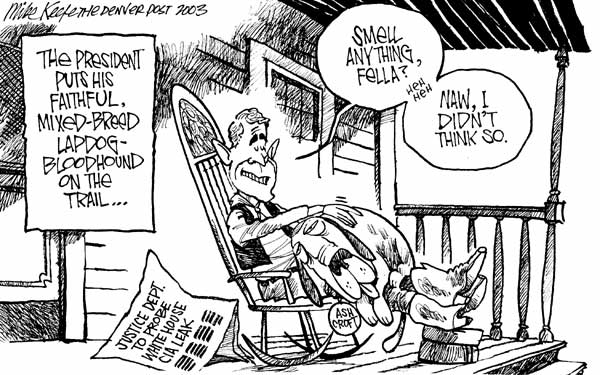 Mike Keefe THE DENVER POST 2003
THE PRESIDENT
PUTS HIS
FAITHFUL,
MIXED-BREED
LAPDOG-
BLOODHOUND
ON THE
TRAIL...
SMELL
ANYTHING,
FELLA?
HEH
HEH
NAW, I
DIDN'T
THINK SO.
ASH
CROFT
JUSTICE DEPT.
TO PROBE
WHITE HOUSE
CIA LEAK